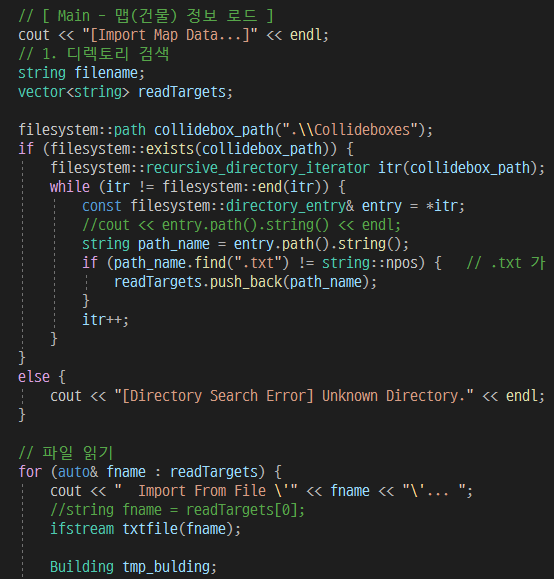 // [ Main - 맵(건물) 정보 로드 ]
cout << "[Import Map Data...]" << endl;
// 1. 디렉토리 검색
string filename;
vector<string> readTargets;

filesystem::path collidebox_path(".\\Collideboxes");
if (filesystem::exists(collidebox_path)) {
    filesystem::recursive_directory_iterator itr(collidebox_path);
    while (itr != filesystem::end(itr)) {
        const filesystem::directory_entry& entry = *itr;
        //cout << entry.path().string() << endl;
        string path_name = entry.path().string();
        if (path_name.find(".txt") != string::npos) {   // .txt 가
            readTargets.push_back(path_name);
        }
        itr++;
    }
}
else {
    cout << "[Directory Search Error] Unknown Directory." << endl;
}

// 파일 읽기
for (auto& fname : readTargets) {
    cout << "  Import From File \'" << fname << "\'... ";
    //string fname = readTargets[0];
    ifstream txtfile(fname);

    Building tmp_bulding;